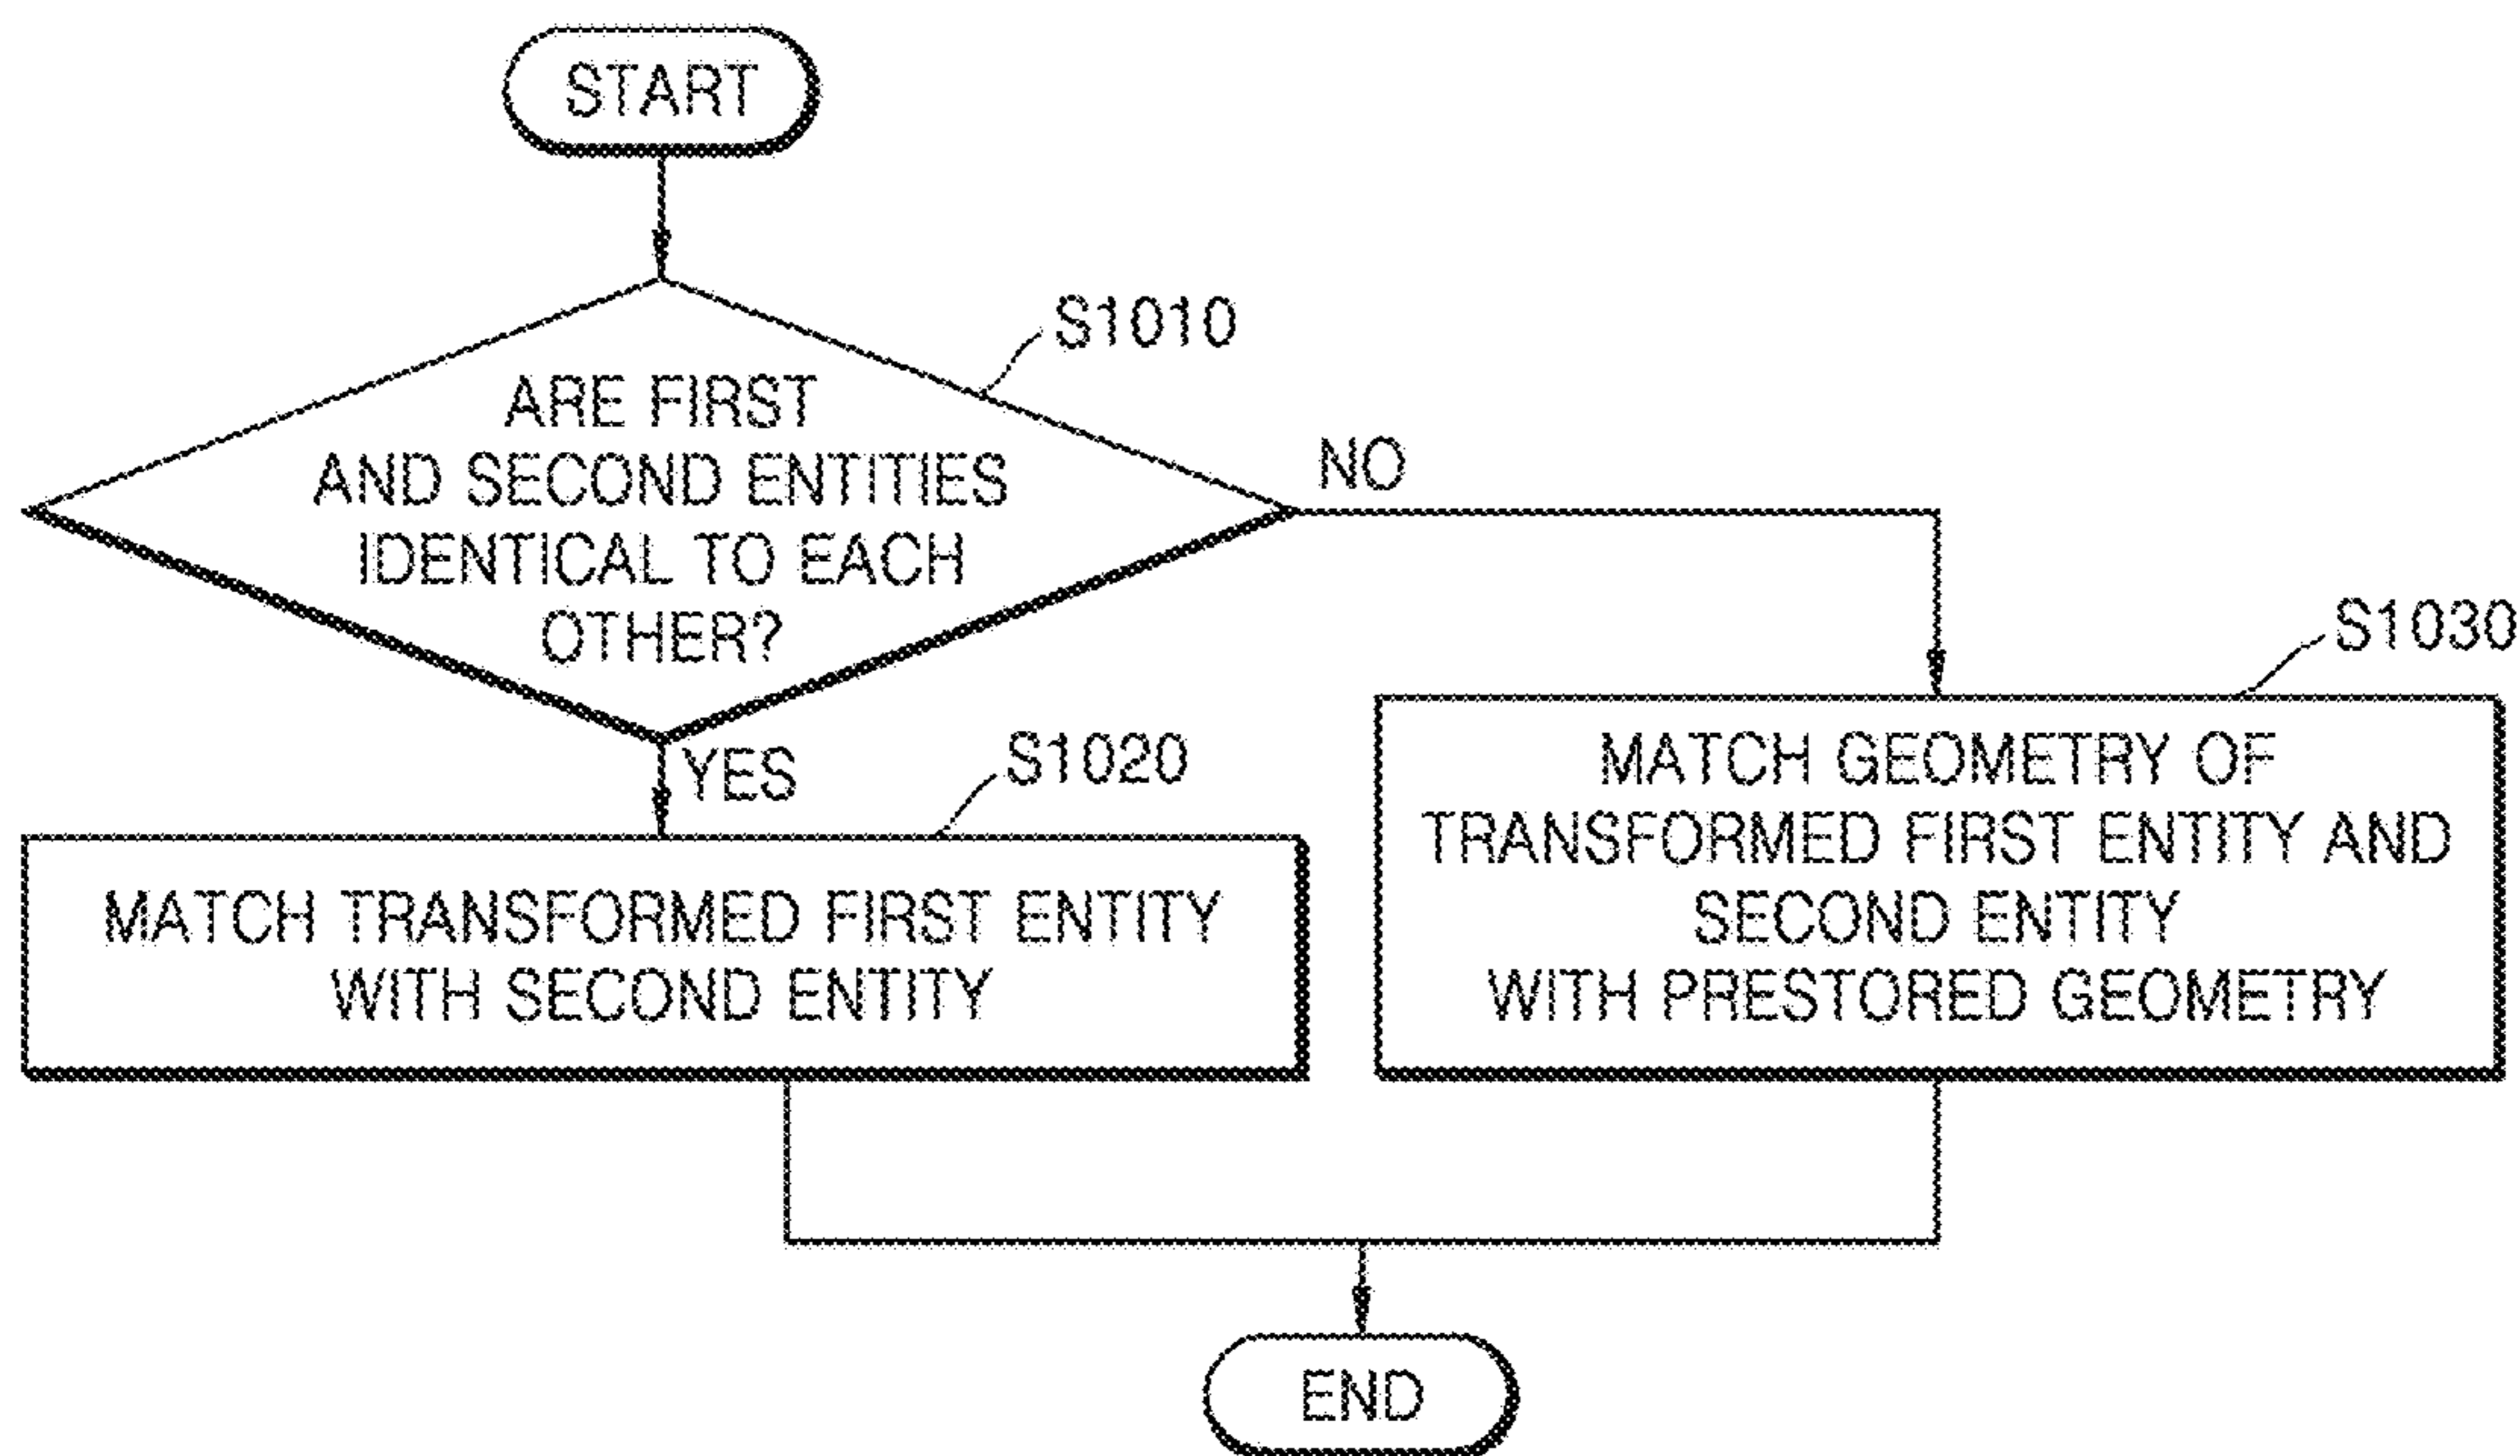 START
S1010
ARE FIRST
AND SECOND ENTITIES
IDENTICAL TO EACH
OTHER?
NO
YES
S1020
MATCH TRANSFORMED FIRST ENTITY
WITH SECOND ENTITY
S1030
MATCH GEOMETRY OF
TRANSFORMED FIRST ENTITY AND
SECOND ENTITY
WITH PRESTORED GEOMETRY
END